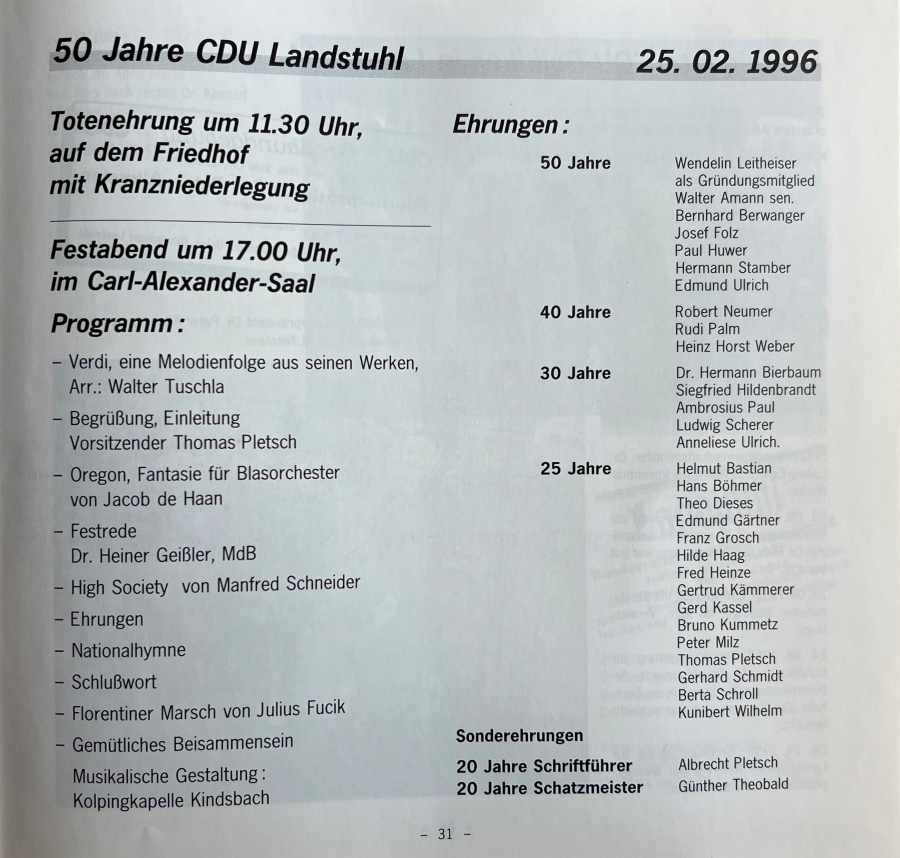 50 Jahre CDU Landstuhl
25. 02. 1996
Totenehrung um 11.30 Uhr,
auf dem Friedhof
mit Kranzniederlegung
Festabend um 17.00 Uhr,
im Carl-Alexander-Saal
Programm:
– Verdi, eine Melodienfolge aus seinen Werken,
Arr.: Walter Tuschla
– Begrüßung, Einleitung
Vorsitzender Thomas Pletsch
– Oregon, Fantasie für Blasorchester
von Jacob de Haan
– Festrede
Dr. Heiner Geißler, MdB
– High Society von Manfred Schneider
– Ehrungen
– Nationalhymne
– Schlußwort
– Florentiner Marsch von Julius Fucik
– Gemütliches Beisammensein
Musikalische Gestaltung:
Kolpingkapelle Kindsbach
Ehrungen:
50 Jahre Wendelin Leitheiser
als Gründungsmitglied
Walter Amann sen.
Bernhard Berwanger
Josef Folz
Paul Huwer
Hermann Stamber
Edmund Ulrich
40 Jahre Robert Neumer
Rudi Palm
Heinz Horst Weber
30 Jahre Dr. Hermann Bierbaum
Siegfried Hildenbrandt
Ambrosius Paul
Ludwig Scherer
Anneliese Ulrich.
25 Jahre Helmut Bastian
Hans Böhmer
Theo Dieses
Edmund Gärtner
Franz Grosch
Hilde Haag
Fred Heinze
Gertrud Kämmerer
Gerd Kassel
Bruno Kummetz
Peter Milz
Thomas Pletsch
Gerhard Schmidt
Berta Schroll
Kunibert Wilhelm
Sonderehrungen
20 Jahre Schriftführer Albrecht Pletsch
20 Jahre Schatzmeister Günther Theobald
– 31 –